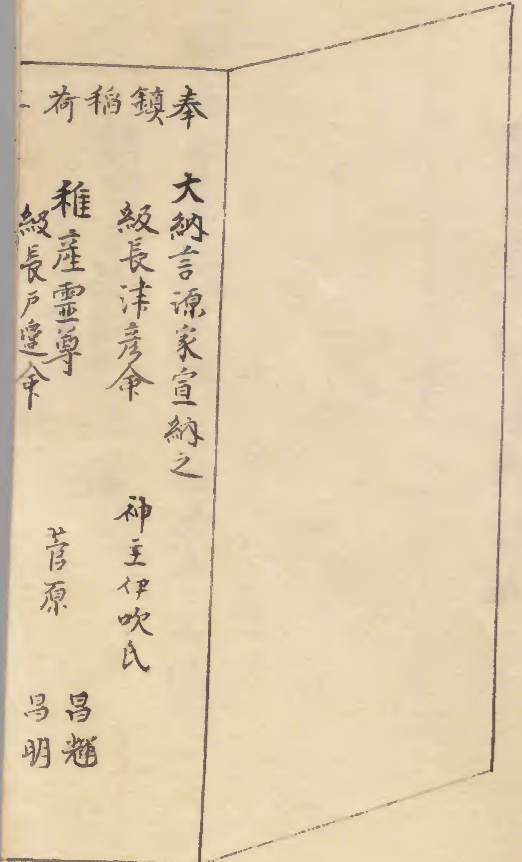 奉鎮稲荷
大納言源家宣納之
級長津彦命
稚産霊尊
級長戸邊命
神主伊吹氏
菅原
昌輝
昌明